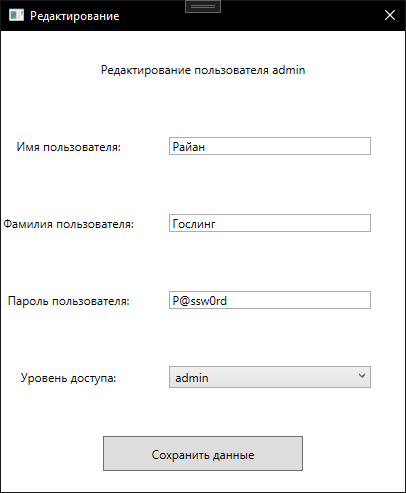 Редактирование
Редактирование пользователя admin
Имя пользователя: Райан
Фамилия пользователя: Гослинг
Пароль пользователя: P@ssw0rd
Уровень доступа: admin
Сохранить данные